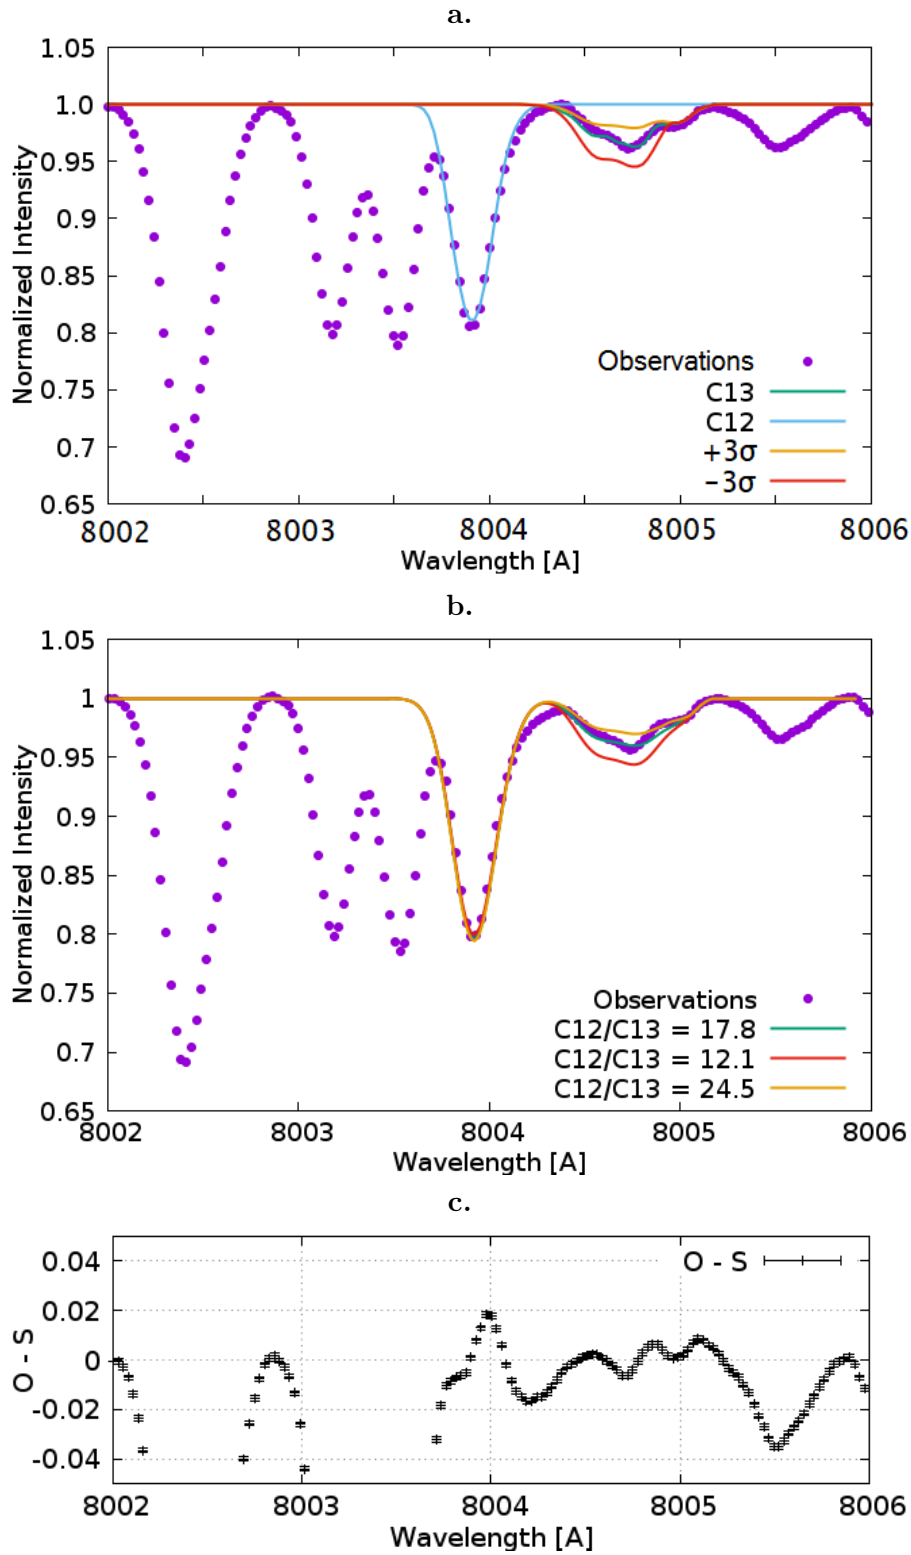 a.
1.05
1.0
0.95
0.9
0.85
0.8
0.75
0.7
0.65
Normalized Intensity
Observations
C13
C12
+3σ
−3σ
8002 8003 8004 8005 8006
Wavlength [A]
b.
1.05
1
0.95
0.9
0.85
0.8
0.75
0.7
0.65
Normalized Intensity
Observations
C12/C13 = 17.8
C12/C13 = 12.1
C12/C13 = 24.5
8002 8003 8004 8005 8006
Wavelength [A]
c.
0.04
0.02
0
-0.02
-0.04
O - S
O - S
8002 8003 8004 8005 8006
Wavelength [A]